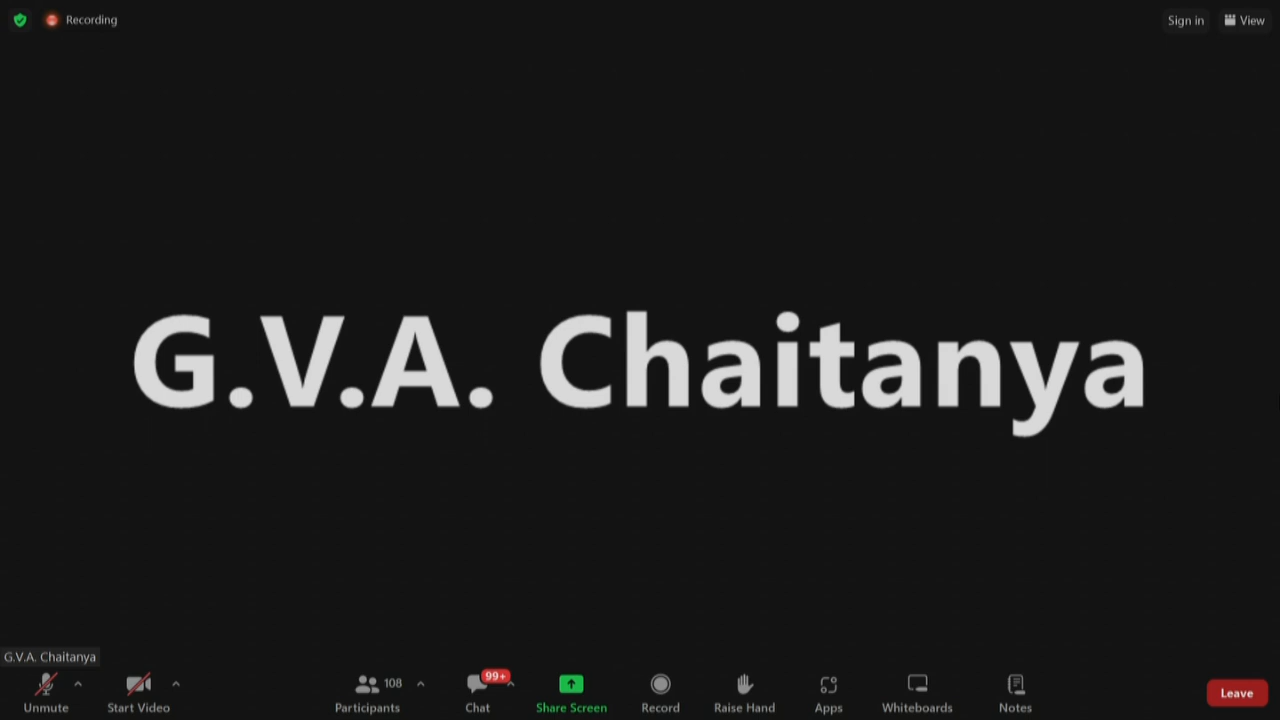 Recording
Sign in View
G.V.A. Chaitanya
G.V.A. Chaitanya
Unmute Start Video Participants 108 Chat 99+ Share Screen Record Raise Hand Apps Whiteboards Notes Leave